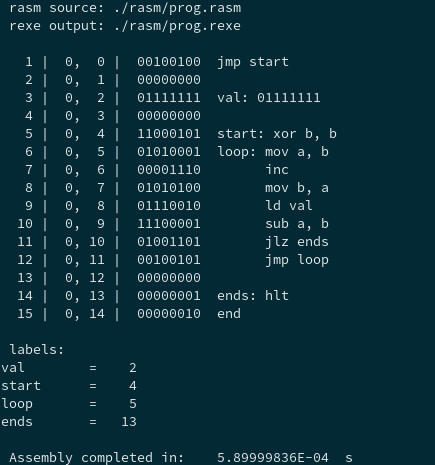 rasm source: ./rasm/prog.rasm
rexe output: ./rasm/prog.rexe
1 | 0, 0 | 00100100 jmp start
2 | 0, 1 | 00000000
3 | 0, 2 | 01111111 val: 01111111
4 | 0, 3 | 00000000
5 | 0, 4 | 11000101 start: xor b, b
6 | 0, 5 | 01010001 loop: mov a, b
7 | 0, 6 | 00001110 inc
8 | 0, 7 | 01010100 mov b, a
9 | 0, 8 | 01110010 ld val
10 | 0, 9 | 11100001 sub a, b
11 | 0, 10 | 01001101 jlz ends
12 | 0, 11 | 00100101 jmp loop
13 | 0, 12 | 00000000
14 | 0, 13 | 00000001 ends: hlt
15 | 0, 14 | 00000010 end
labels:
val = 2
start = 4
loop = 5
ends = 13
Assembly completed in: 5.89999836E-04 s